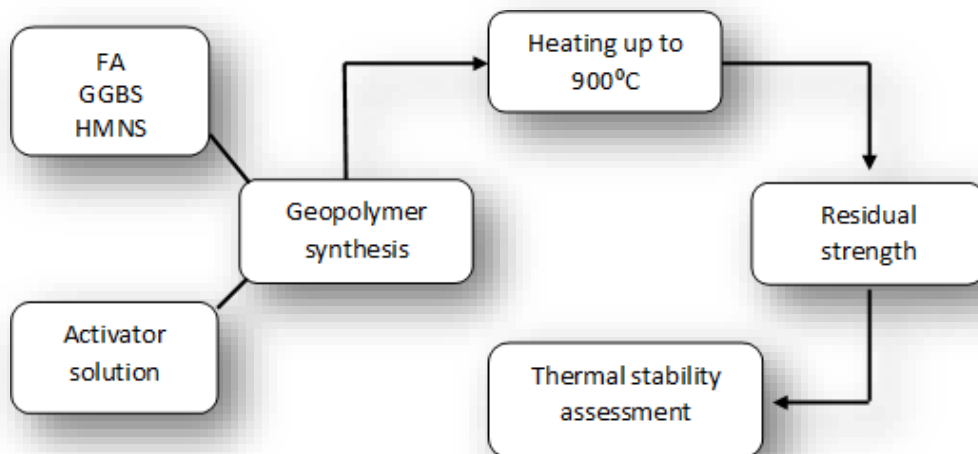 FA
GGBS
HMNS
Activator
solution
Geopolymer
synthesis
Heating up to
900⁰C
Residual
strength
Thermal stability
assessment